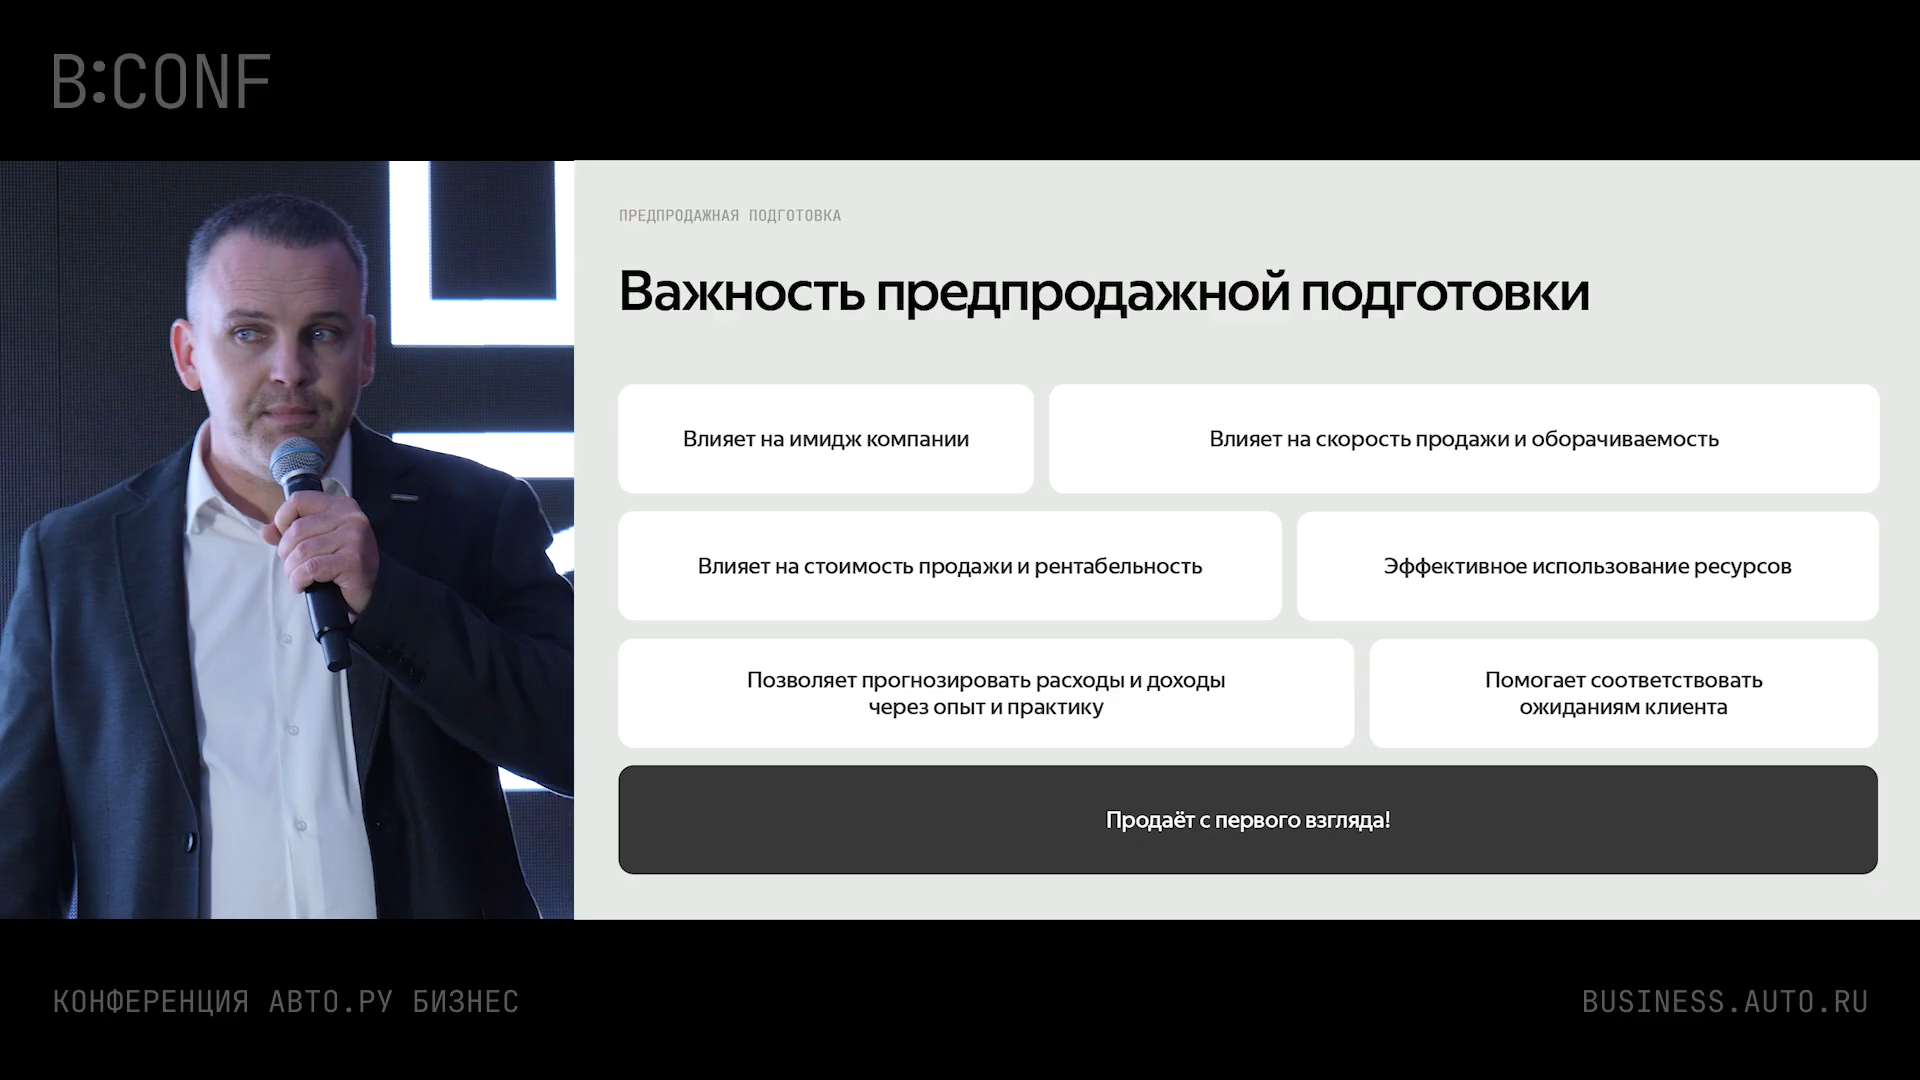 B:CONF
ПРЕДПРОДАЖНАЯ ПОДГОТОВКА
Важность предпродажной подготовки
Влияет на имидж компании
Влияет на скорость продажи и оборачиваемость
Влияет на стоимость продажи и рентабельность
Эффективное использование ресурсов
Позволяет прогнозировать расходы и доходы
через опыт и практику
Помогает соответствовать
ожиданиям клиента
Продаёт с первого взгляда!
КОНФЕРЕНЦИЯ АВТО.РУ БИЗНЕС
BUSINESS.AUTO.RU